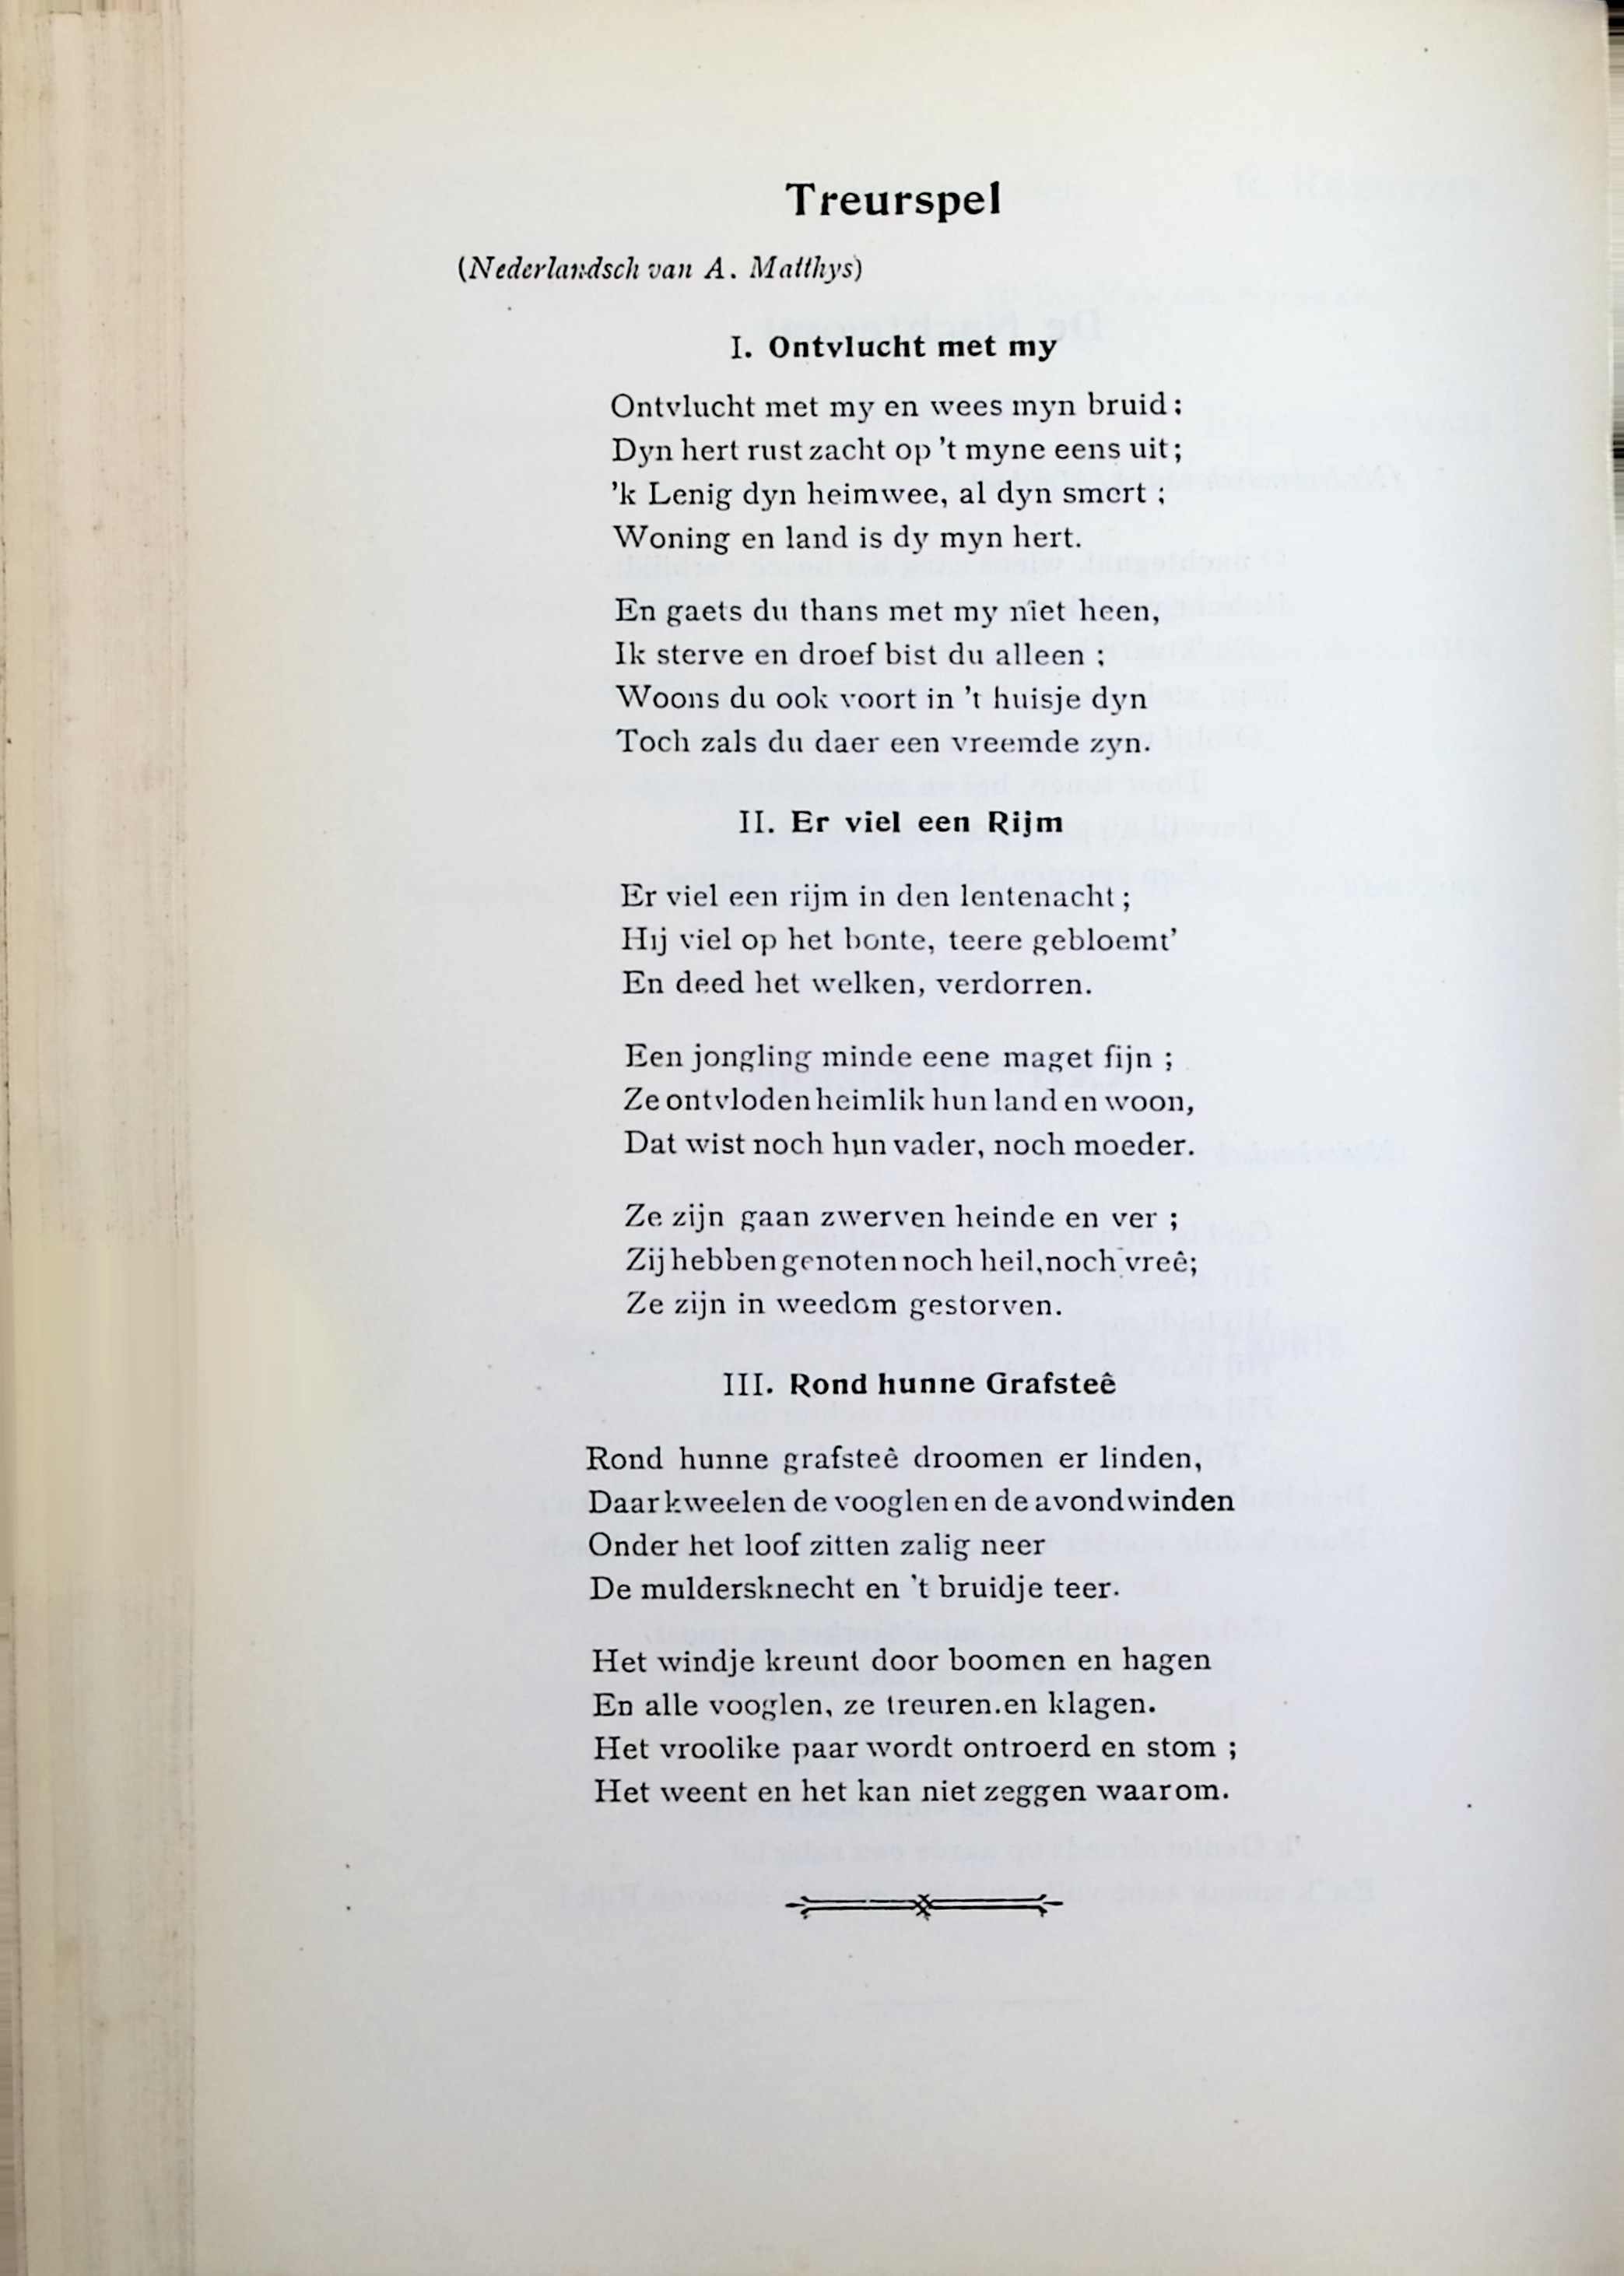 Treurspel
(Nederlandsch van A. Matthys)
I. Ontvlucht met my
Ontvlucht met my en wees myn bruid;
Dyn hert rust zacht op 't myne eens uit;
'k Lenig dyn heimwee, al dyn smert ;
Woning en land is dy myn hert.
En gaets du thans met my niet heen,
Ik sterve en droef bist du alleen ;
Woons du ook voort in 't huisje dyn
Toch zals du daer een vreemde zyn.
II. Er viel een Rijm
Er viel een rijm in den lentenacht ;
Hij viel op het bonte, teere gebloemt'
En deed het welken, verdorren.
Een jongling minde eene maget fijn ;
Ze ontvloden heimlik hun land en woon,
Dat wist noch hun vader, noch moeder.
Ze zijn gaan zwerven heinde en ver ;
Zij hebben genoten noch heil, noch vreê;
Ze zijn in weedom gestorven.
III. Rond hunne Grafsteê
Rond hunne grafsteê droomen er linden,
Daar kweelen de vooglen en de avondwinden
Onder het loof zitten zalig neer
De muldersknecht en 't bruidje teer.
Het windje kreunt door boomen en hagen
En alle vooglen, ze treuren.en klagen.
Het vroolike paar wordt ontroerd en stom ;
Het weent en het kan niet zeggen waarom.